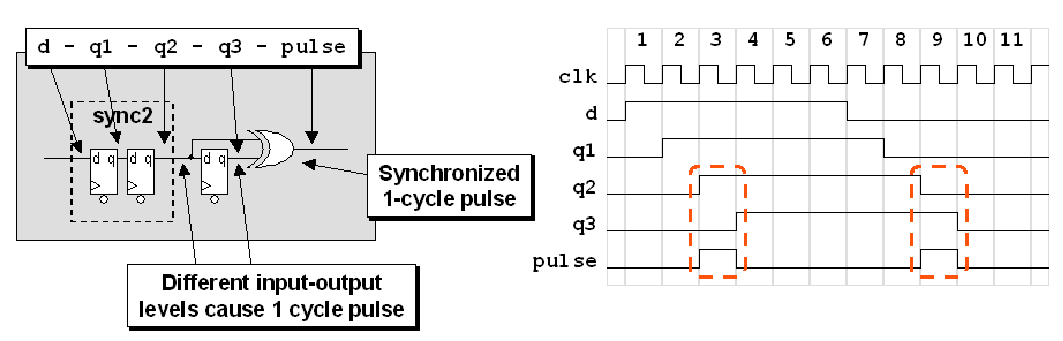 d - q1 - q2 - q3 - pulse
sync2
d q d q d q
Synchronized
1-cycle pulse
Different input-output
levels cause 1 cycle pulse
1 2 3 4 5 6 7 8 9 10 11
clk
d
q1
q2
q3
pulse